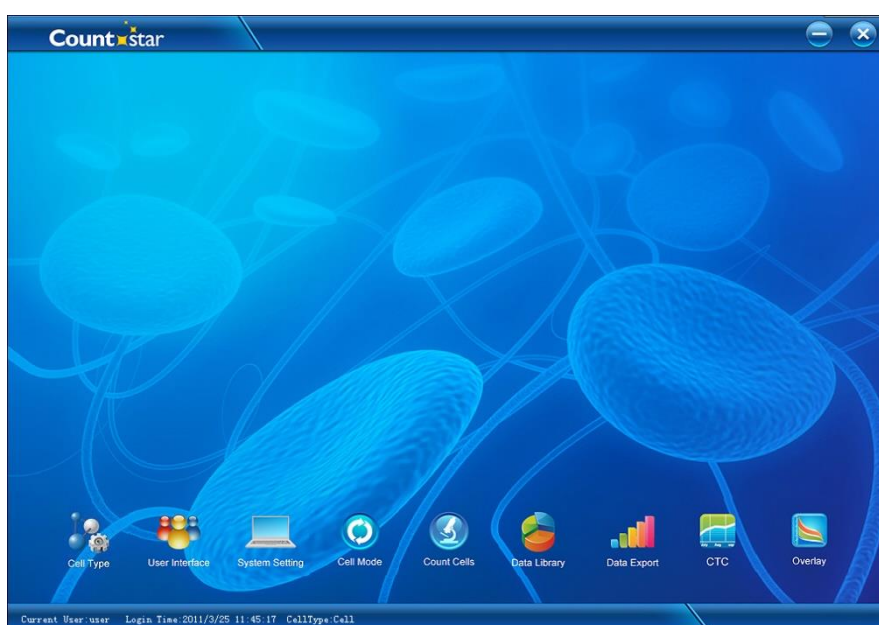 Countstar
Cell Type
User Interface
System Setting
Cell Mode
Count Cells
Data Library
Data Export
CTC
Overlay
Current User:user Login Time:2011/3/25 11:45:17 CellType:Cell